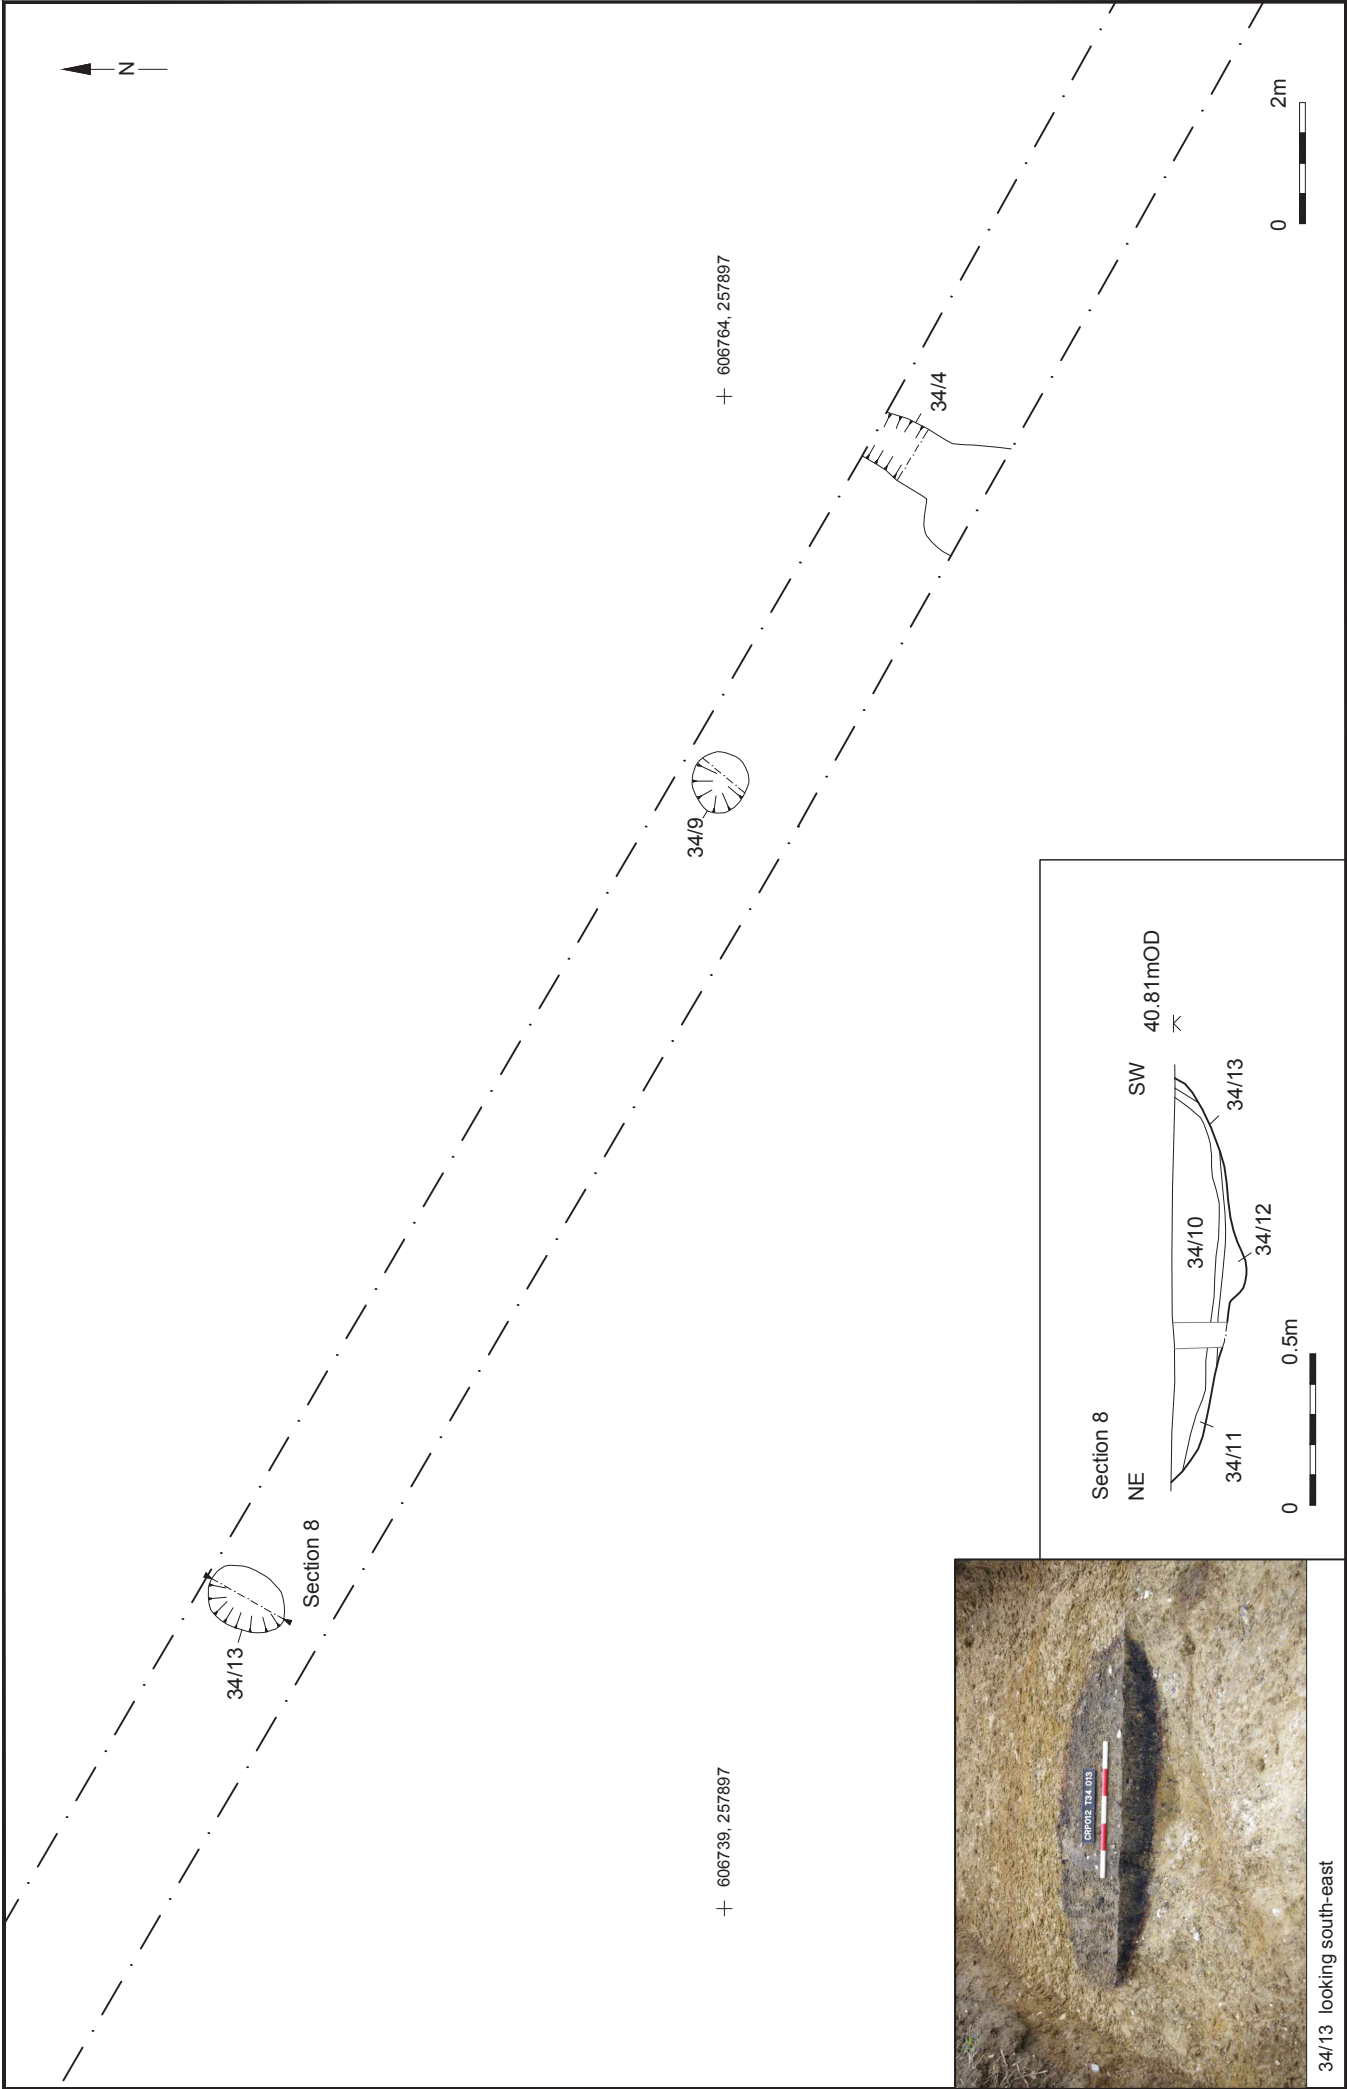 N
606764, 257897
606739, 257897
34/4
34/9
34/13
Section 8
0 2m
Section 8
NE
SW
40.81mOD
34/10
34/11
34/12
34/13
0 0.5m
CRP012 T34 013
34/13 looking south-east